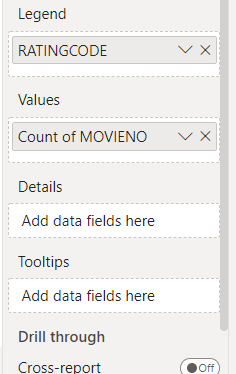 Legend
RATINGCODE
Values
Count of MOVIENO
Details
Add data fields here
Tooltips
Add data fields here
Drill through
Cross-report
Off